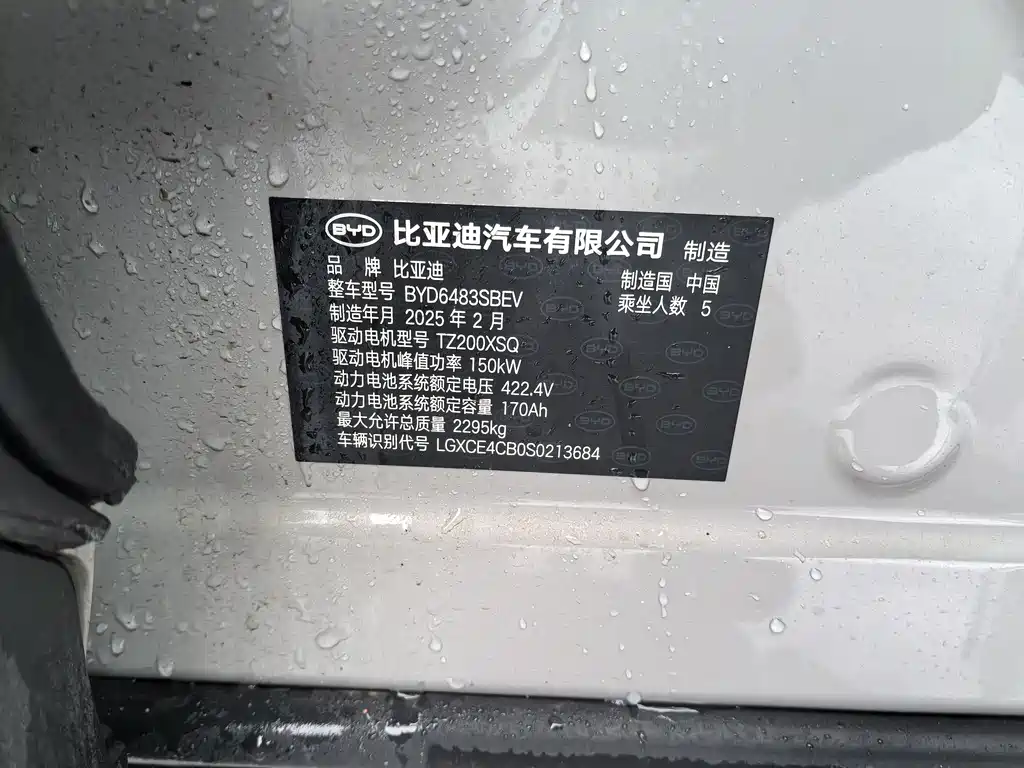 BYD 比亚迪汽车有限公司 制造
品 牌 比亚迪
制造国 中国
整车型号 BYD6483SBEV
乘坐人数 5
制造年月 2025 年 2 月
驱动电机型号 TZ200XSQ
驱动电机峰值功率 150kW
动力电池系统额定电压 422.4V
动力电池系统额定容量 170Ah
最大允许总质量 2295kg
车辆识别代号 LGXCE4CB0S0213684